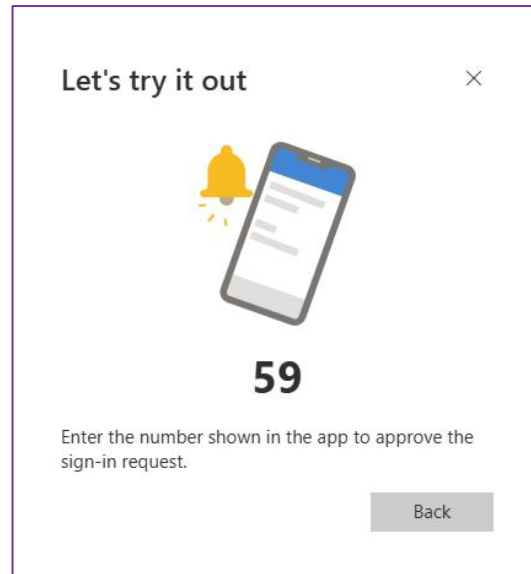 Let's try it out
59
Enter the number shown in the app to approve the
sign-in request.
Back